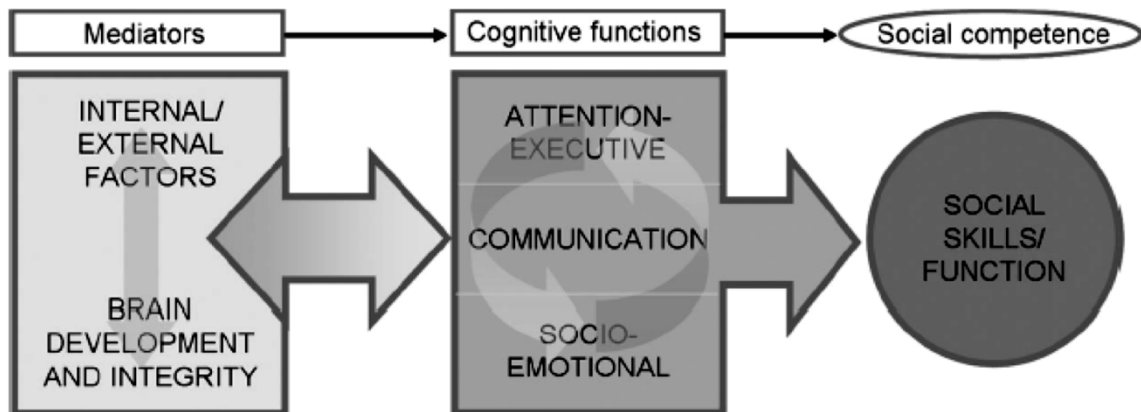 Mediators
Cognitive functions
Social competence
INTERNAL/
EXTERNAL
FACTORS
BRAIN
DEVELOPMENT
AND INTEGRITY
ATTENTION-
EXECUTIVE
COMMUNICATION
SOCIO-
EMOTIONAL
SOCIAL
SKILLS/
FUNCTION